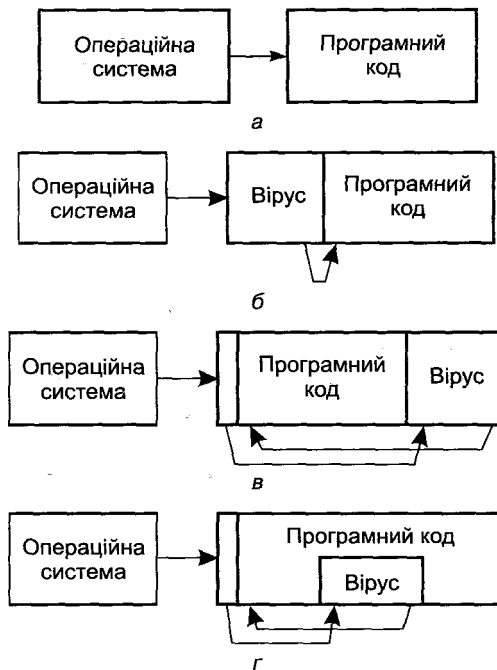 Операційна
система
Програмний
код
а
Операційна
система
Вірус
Програмний
код
б
Операційна
система
Програмний
код
Вірус
в
Операційна
система
Програмний код
Вірус
г